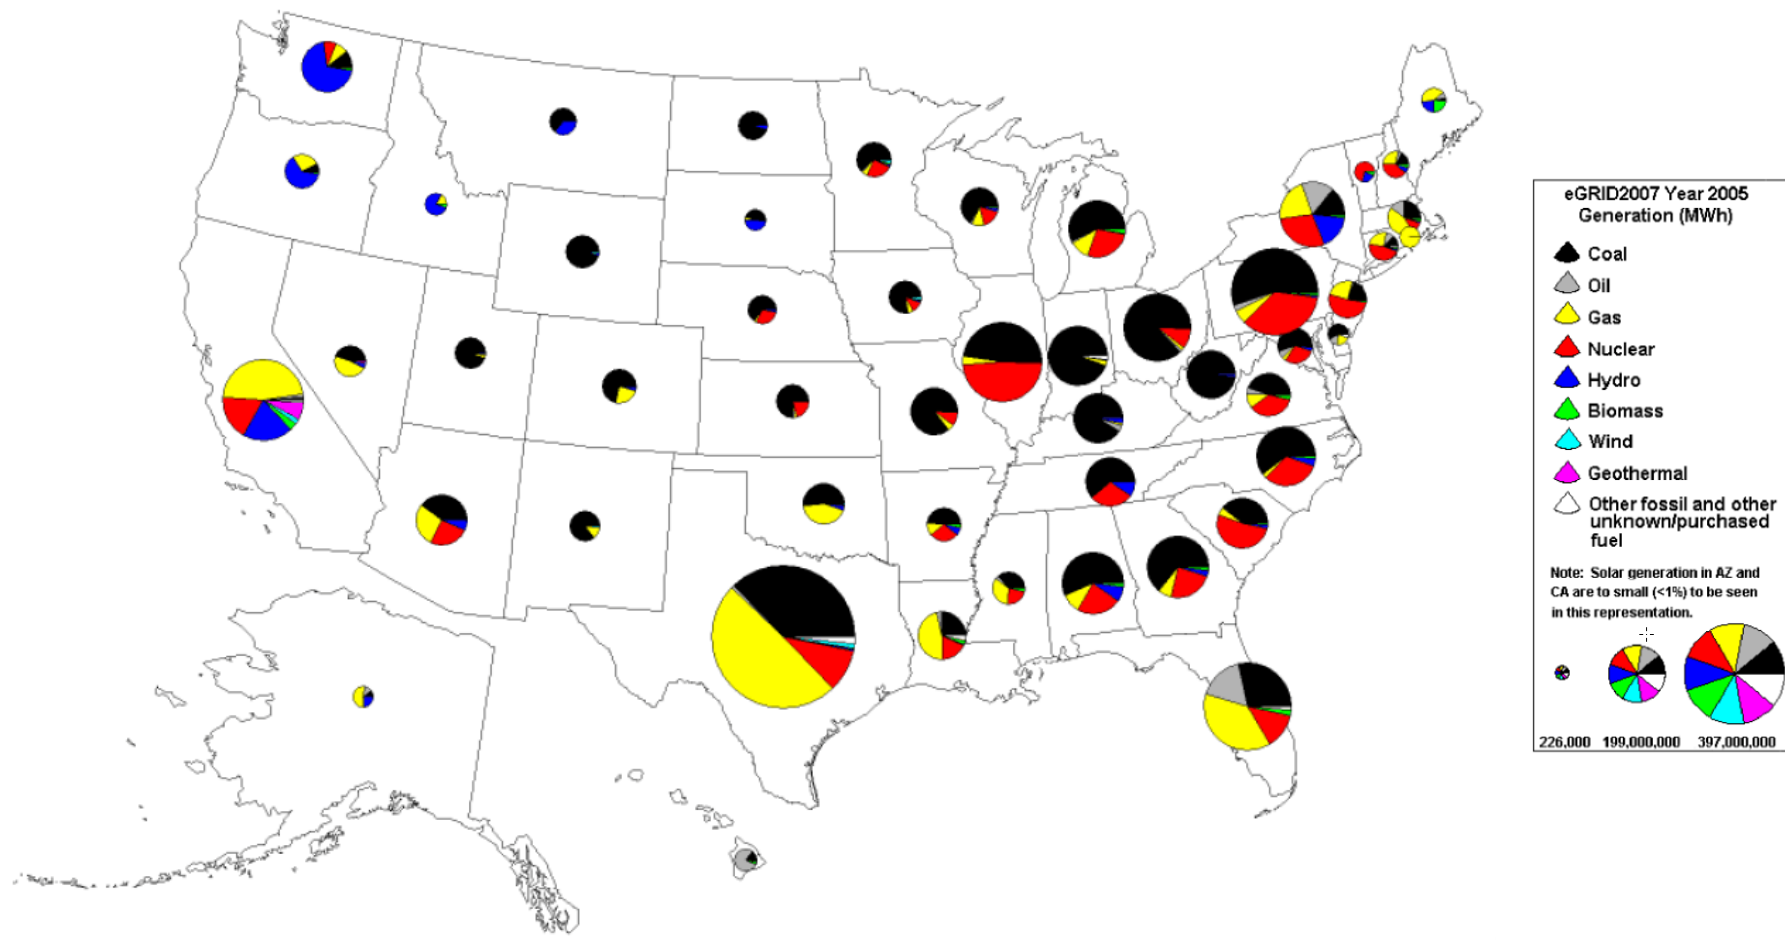 eGRID2007 Year 2005
Generation (MWh)
Coal
Oil
Gas
Nuclear
Hydro
Biomass
Wind
Geothermal
Other fossil and other
unknown/purchased
fuel
Note: Solar generation in AZ and
CA are to small (<1%) to be seen
in this representation.
226,000 199,000,000 397,000,000